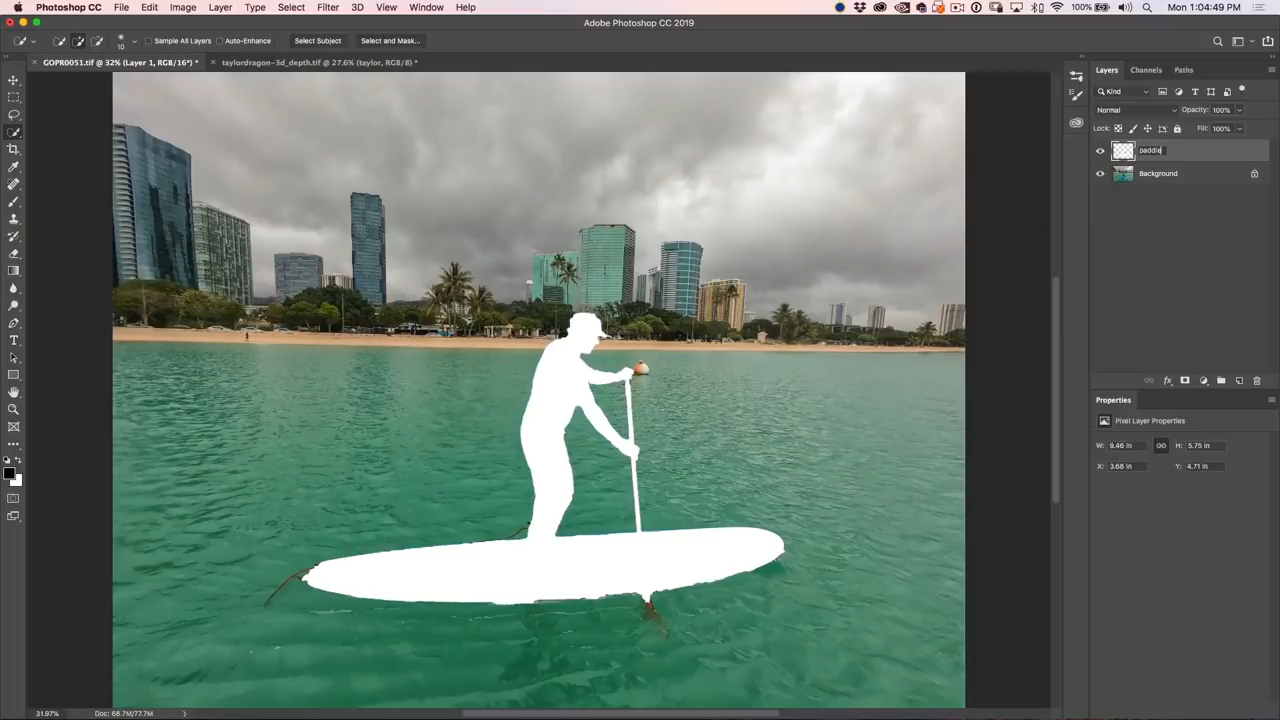 Photoshop CC File Edit Image Layer Type Select Filter 3D View Window Help 100% Mon 1:04:49 PM
Adobe Photoshop CC 2019
10 Sample All Layers Auto-Enhance Select Subject Select and Mask...
× GOPR0051.tif @ 32% (Layer 1, RGB/16*) * × taylordragon-3d_depth.tif @ 27.6% (taylor, RGB/8) *
Layers Channels Paths
Kind
Normal Opacity: 100%
Lock: Fill: 100%
paddle
Background
Properties
Pixel Layer Properties
W: 9.46 in H: 5.75 in
X: 3.68 in Y: 4.71 in
31.97% Doc: 68.7M/77.7M